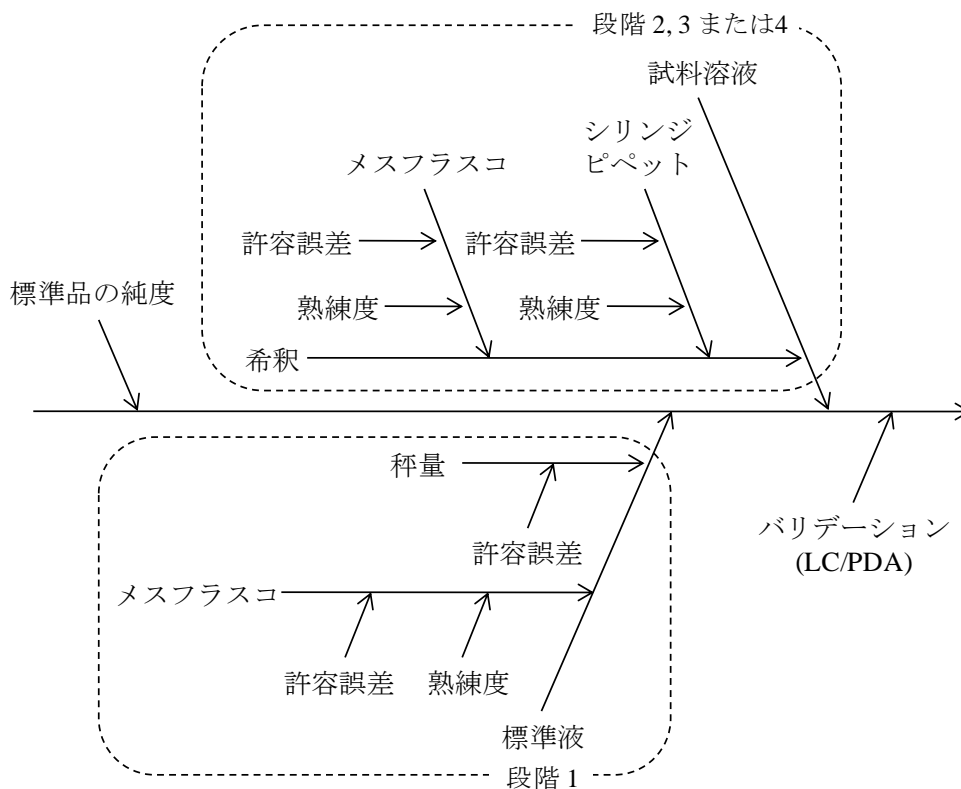 段階 2, 3 または4
試料溶液
シリンジ
ピペット
メスフラスコ
許容誤差
許容誤差
熟練度
熟練度
標準品の純度
希釈
秤量
許容誤差
バリデーション
(LC/PDA)
メスフラスコ
許容誤差
熟練度
標準液
段階 1